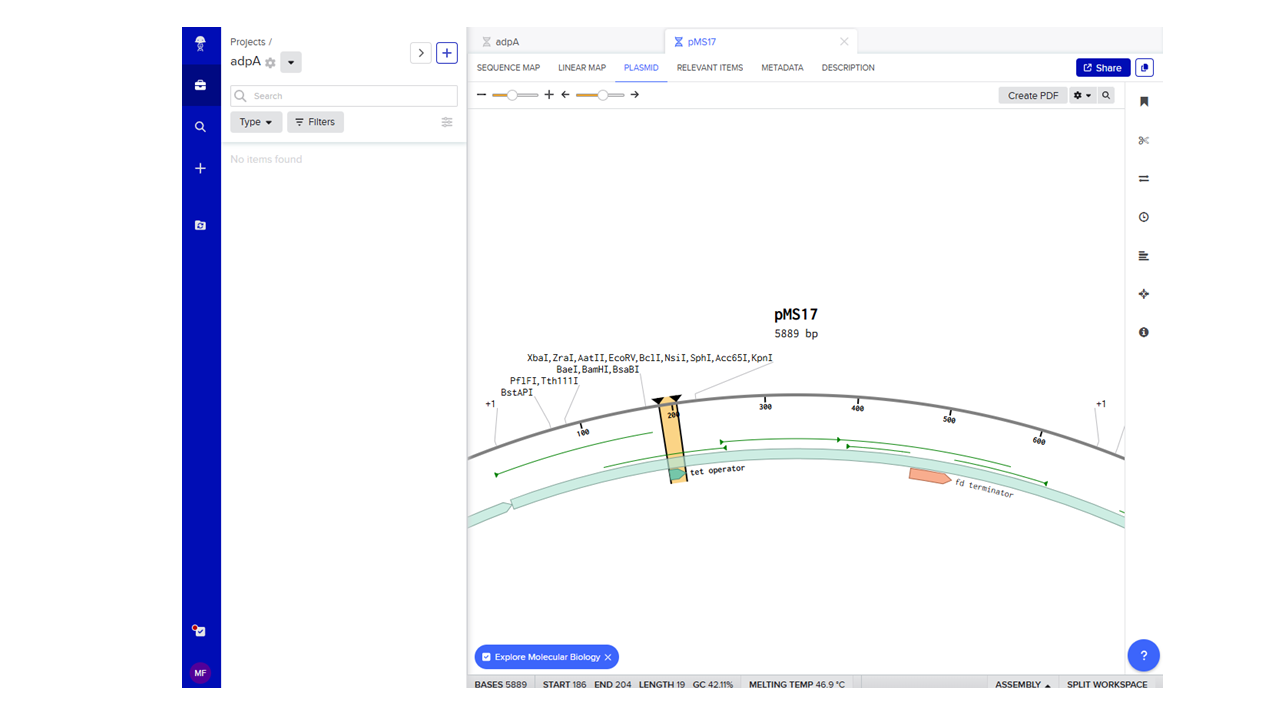 Projects /
adpA
Search
Type
Filters
No items found
MF
adpA
pMS17
SEQUENCE MAP LINEAR MAP PLASMID RELEVANT ITEMS METADATA DESCRIPTION
Share
Create PDF
pMS17
5889 bp
XbaI,ZraI,AatII,EcoRV,BclI,NsiI,SphI,Acc65I,KpnI
BaeI,BamHI,BsaBI
PflFI,Tth111I
BstAPI
+1
+1
100
200
300
400
500
600
tet operator
fd terminator
Explore Molecular Biology
?
BASES 5889 START 186 END 204 LENGTH 19 GC 42.11% MELTING TEMP 46.9 °C ASSEMBLY SPLIT WORKSPACE